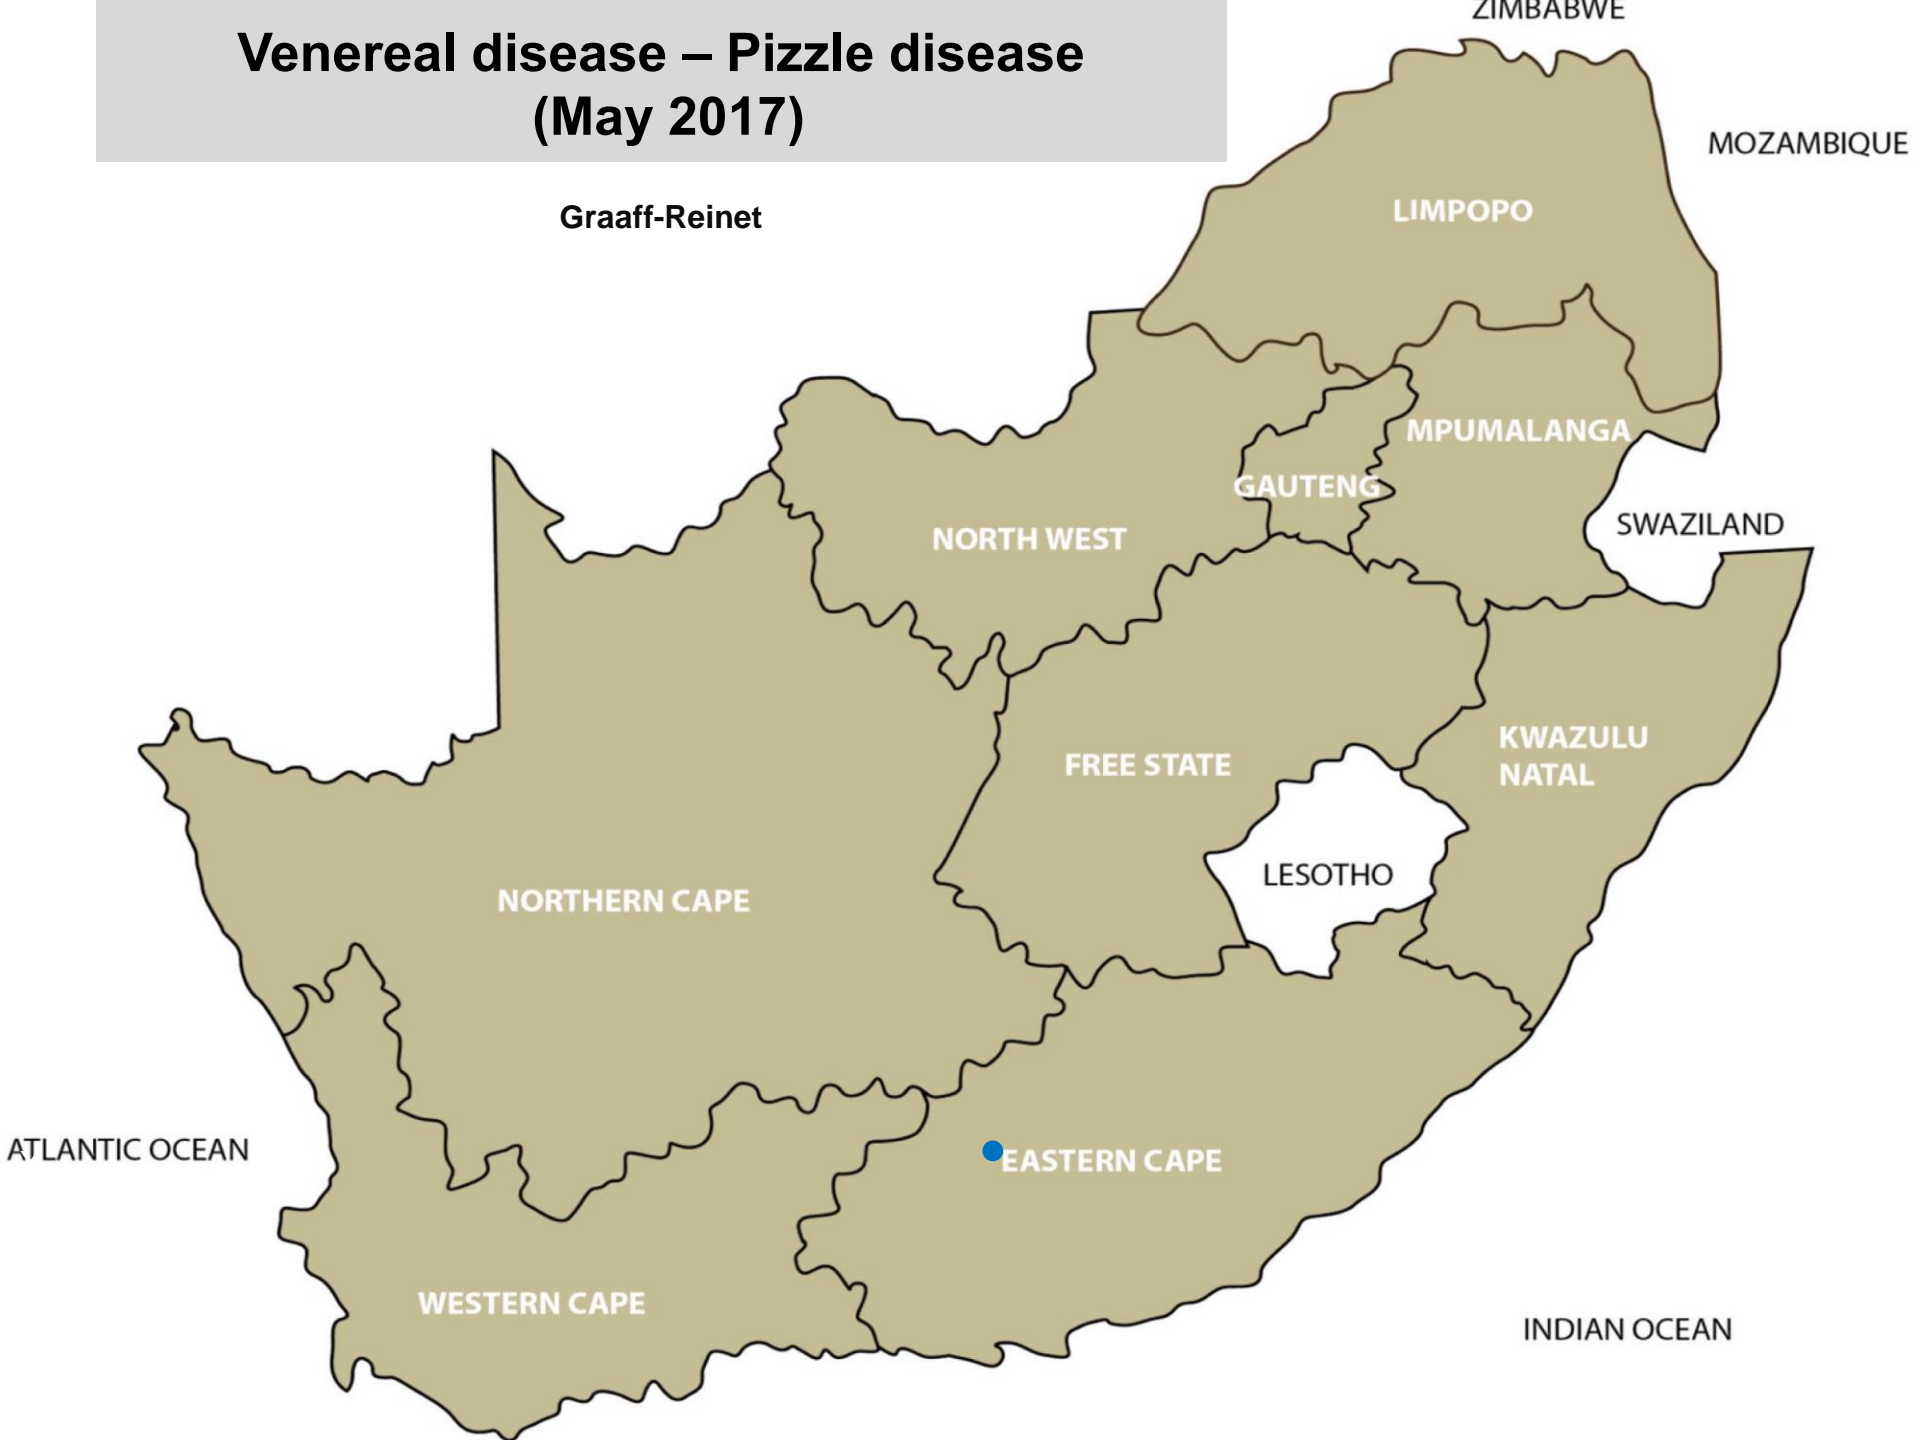 Venereal disease – Pizzle disease
(May 2017)
Graaff-Reinet
ZIMBABWE
MOZAMBIQUE
LIMPOPO
MPUMALANGA
GAUTENG
NORTH WEST
SWAZILAND
FREE STATE
KWAZULU
NATAL
LESOTHO
NORTHERN CAPE
ATLANTIC OCEAN
EASTERN CAPE
WESTERN CAPE
INDIAN OCEAN